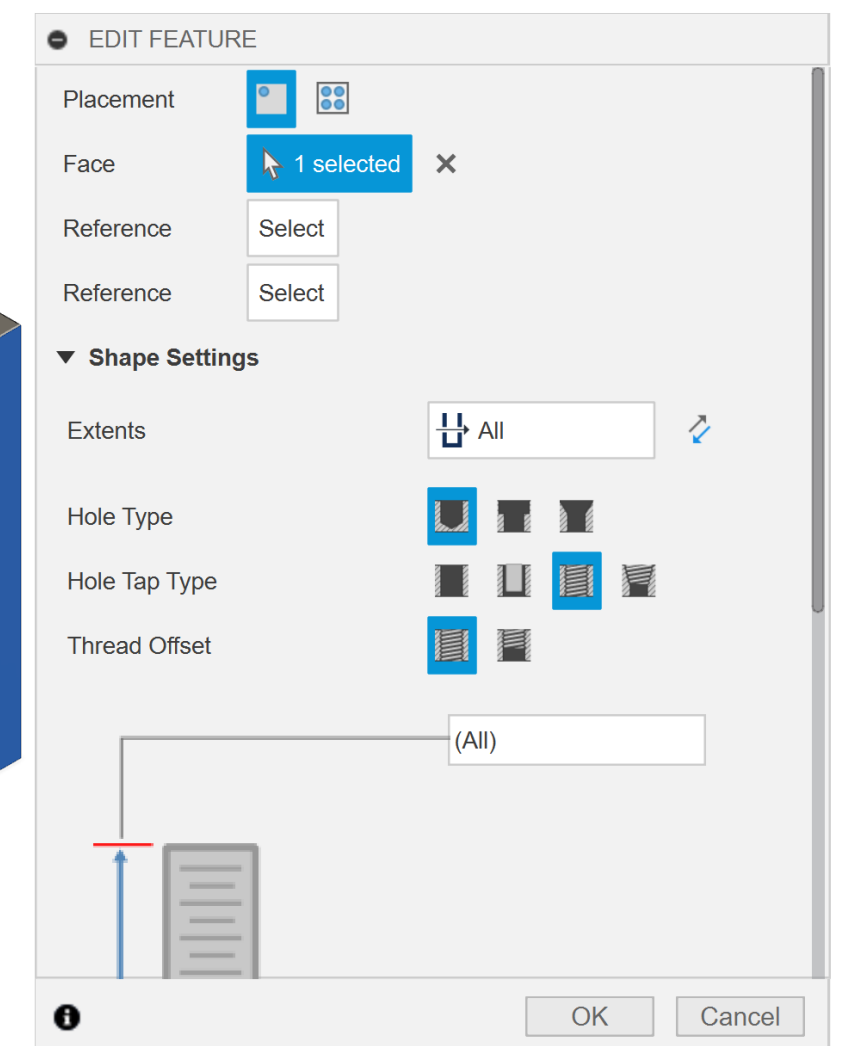 EDIT FEATURE
Placement
Face 1 selected
Reference Select
Reference Select
Shape Settings
Extents All
Hole Type
Hole Tap Type
Thread Offset
(All)
OK Cancel